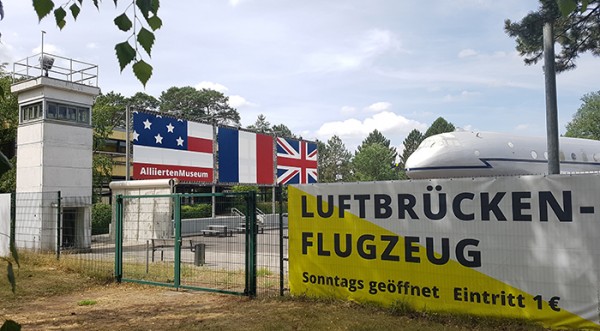 AlliiertenMuseum
LUFTBRÜCKEN-
FLUGZEUG
Sonntags geöffnet Eintritt 1 €